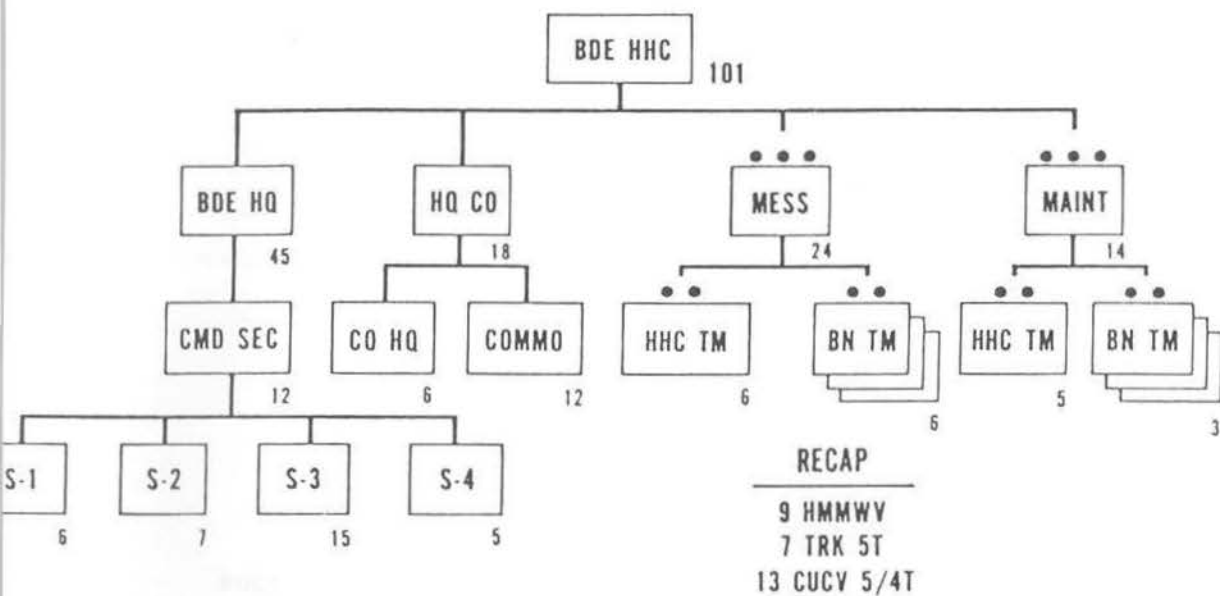 BDE HHC
101
BDE HQ
45
HQ CO
18
MESS
24
MAINT
14
CMD SEC
12
CO HQ
6
COMMO
12
HHC TM
6
BN TM
6
HHC TM
5
BN TM
3
S-1
6
S-2
7
S-3
15
S-4
5
RECAP
9 HMMWV
7 TRK 5T
13 CUCV 5/4T